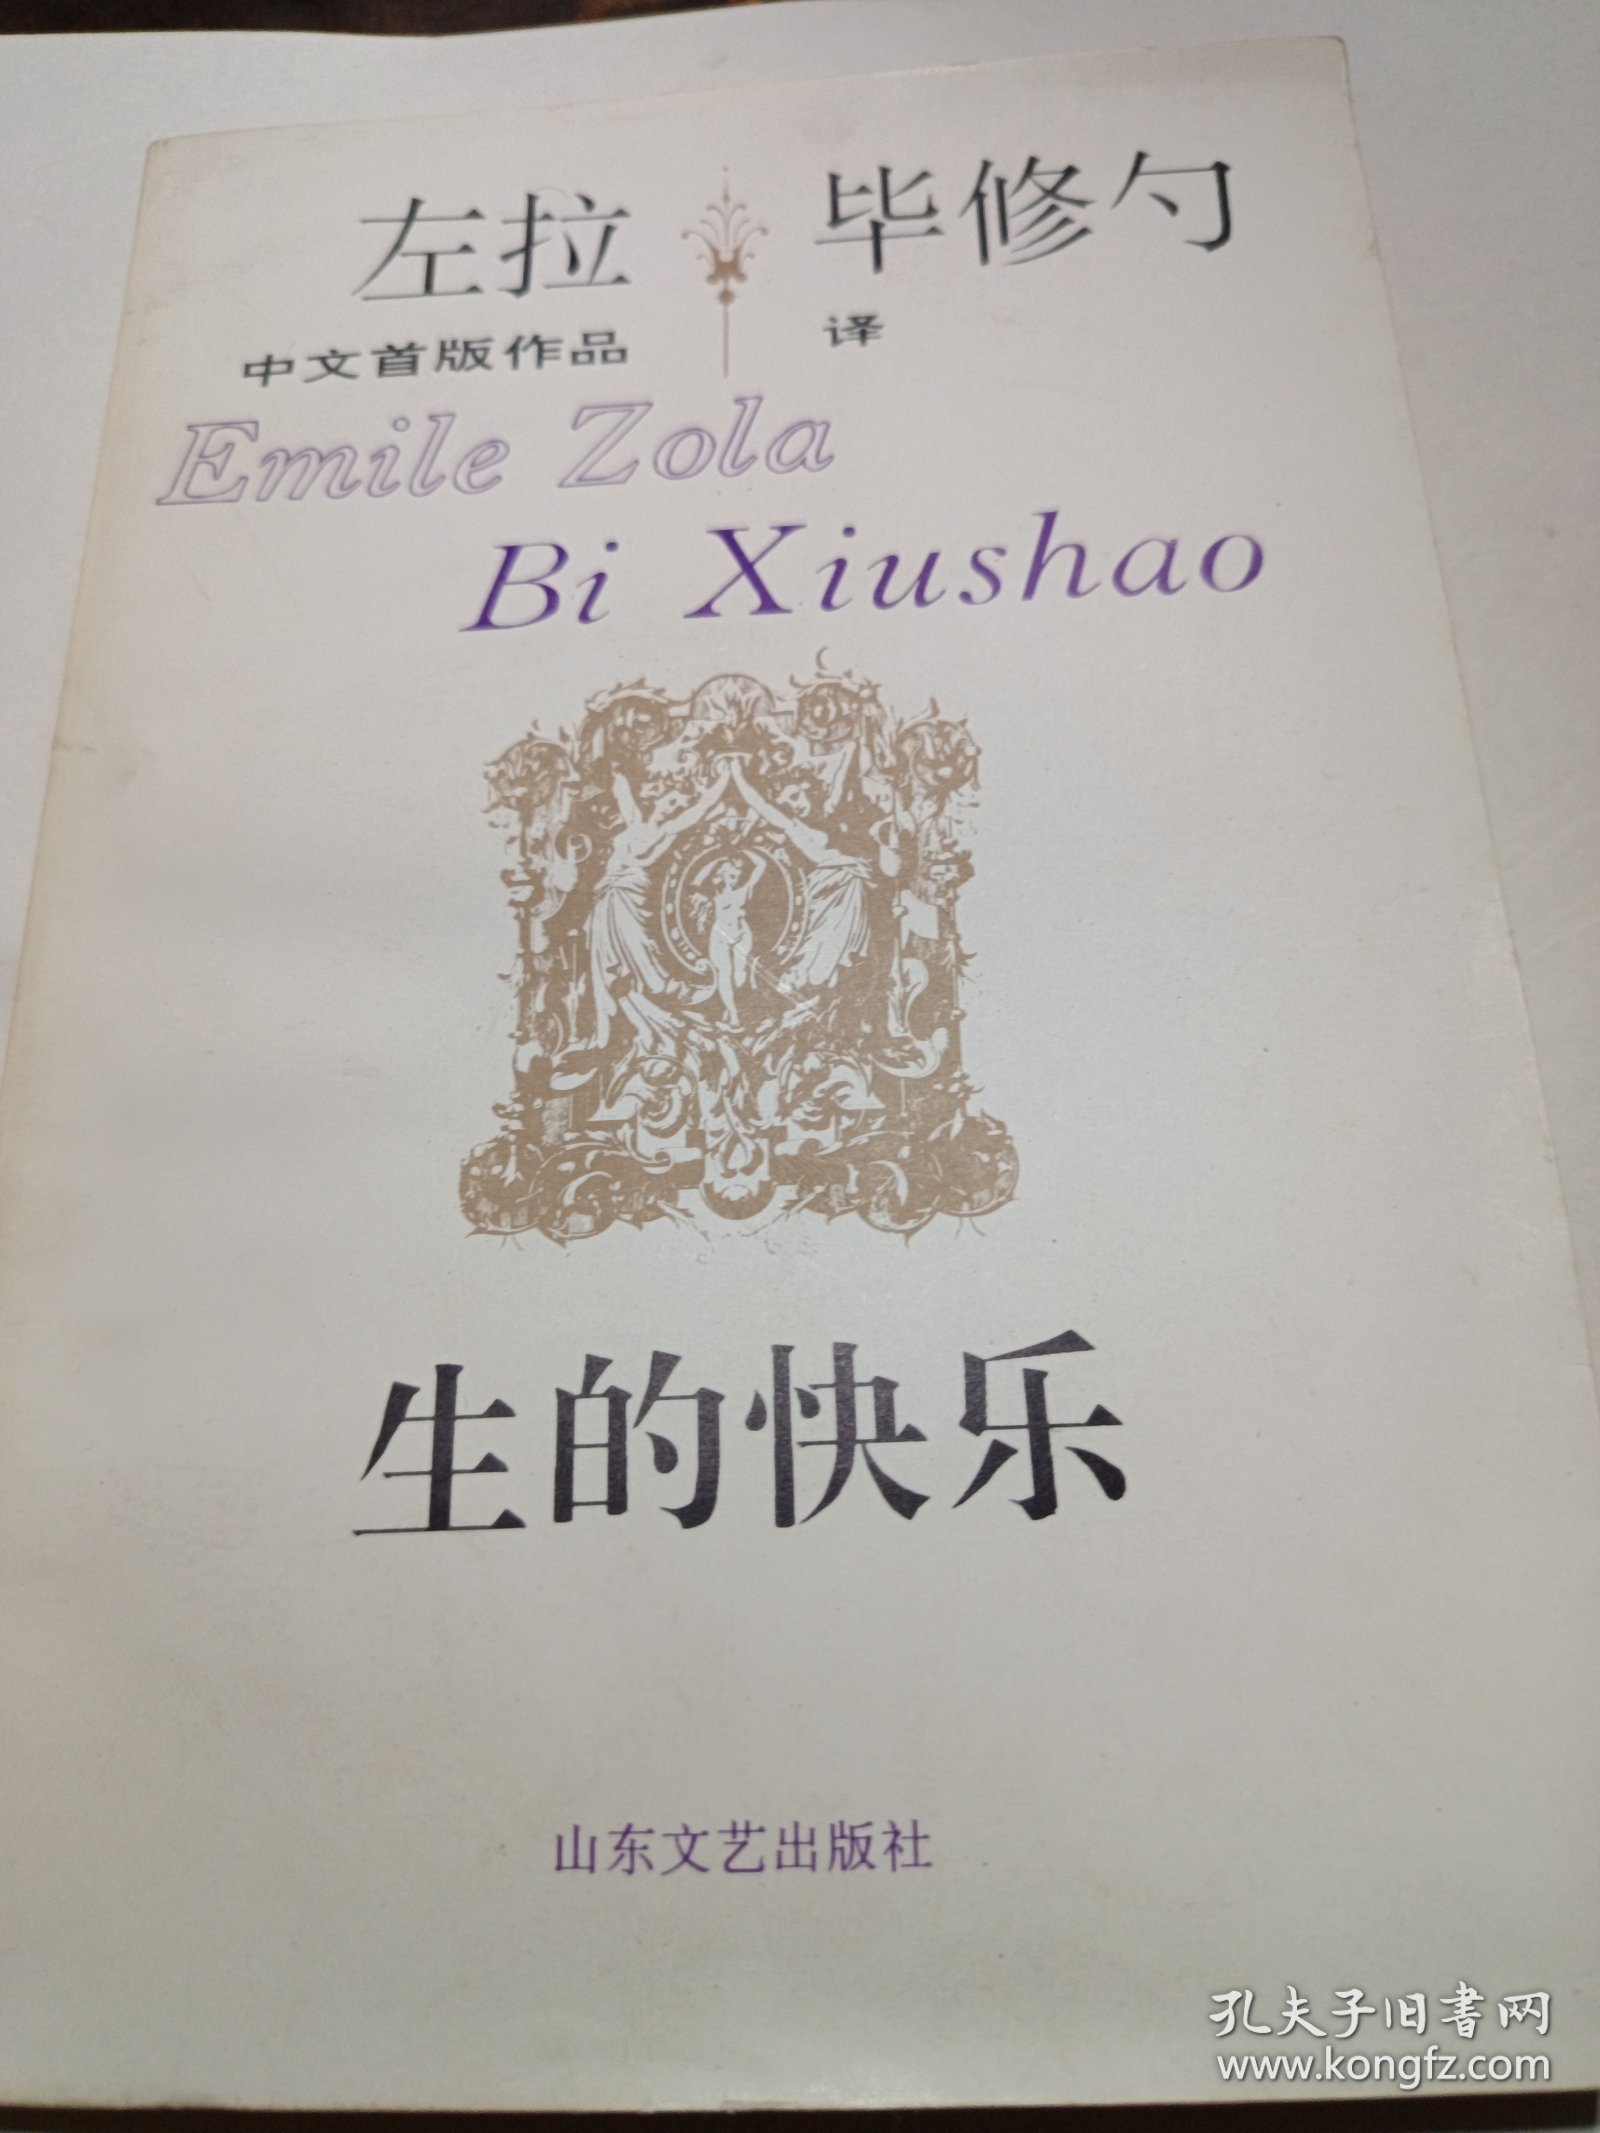 左拉 毕修勺
中文首版作品 译
Emile Zola
Bi Xiushao
生的快乐
山东文艺出版社
孔夫子旧书网
www.kongfz.com